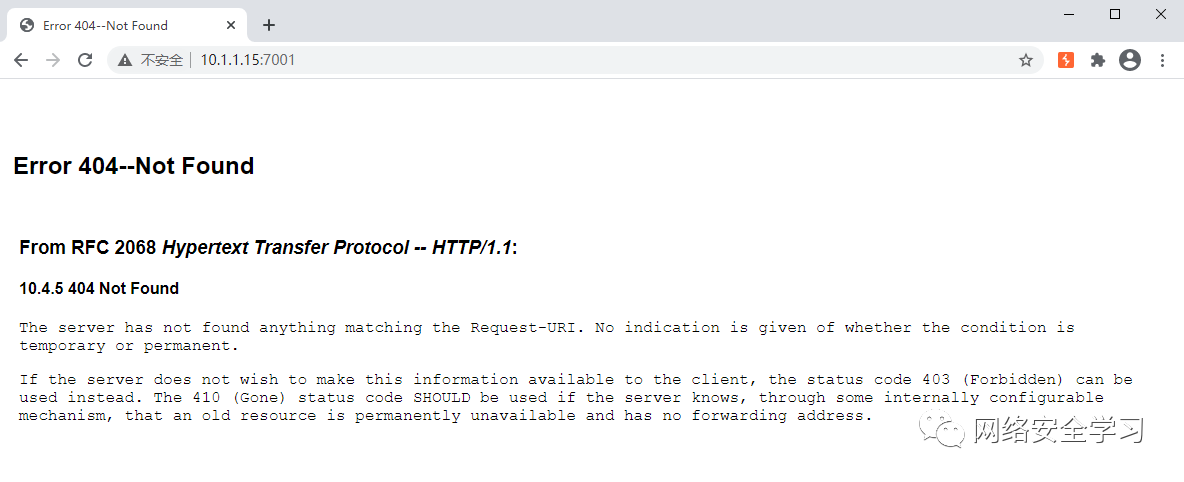 Error 404--Not Found
不安全 10.1.1.15:7001
Error 404--Not Found
From RFC 2068 Hypertext Transfer Protocol -- HTTP/1.1:
10.4.5 404 Not Found
The server has not found anything matching the Request-URI. No indication is given of whether the condition is
temporary or permanent.
If the server does not wish to make this information available to the client, the status code 403 (Forbidden) can be
used instead. The 410 (Gone) status code SHOULD be used if the server knows, through some internally configurable
mechanism, that an old resource is permanently unavailable and has no forwarding address.
网络安全学习